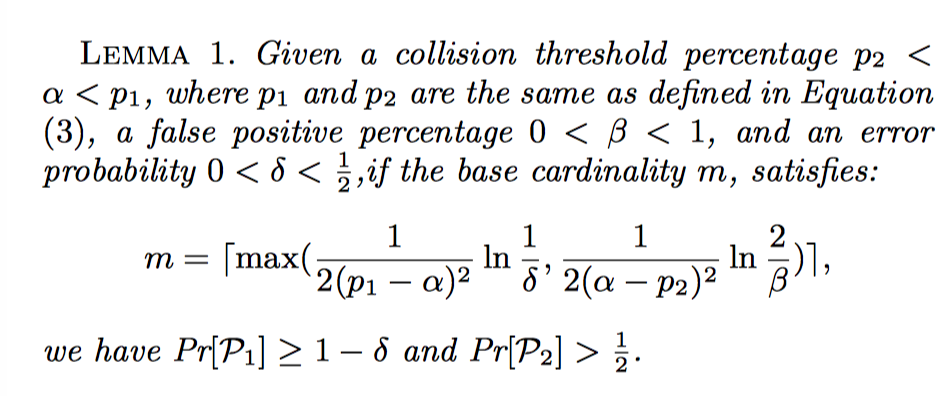 LEMMA 1. Given a collision threshold percentage p₂ <
α < p₁, where p₁ and p₂ are the same as defined in Equation
(3), a false positive percentage 0 < β < 1, and an error
probability 0 < δ < 1/2,if the base cardinality m, satisfies:
m = ⌈max(1/(2(p₁ − α)²) ln 1/δ, 1/(2(α − p₂)²) ln 2/β)⌉,
we have Pr[𝒫₁] ≥ 1 − δ and Pr[𝒫₂] > 1/2.